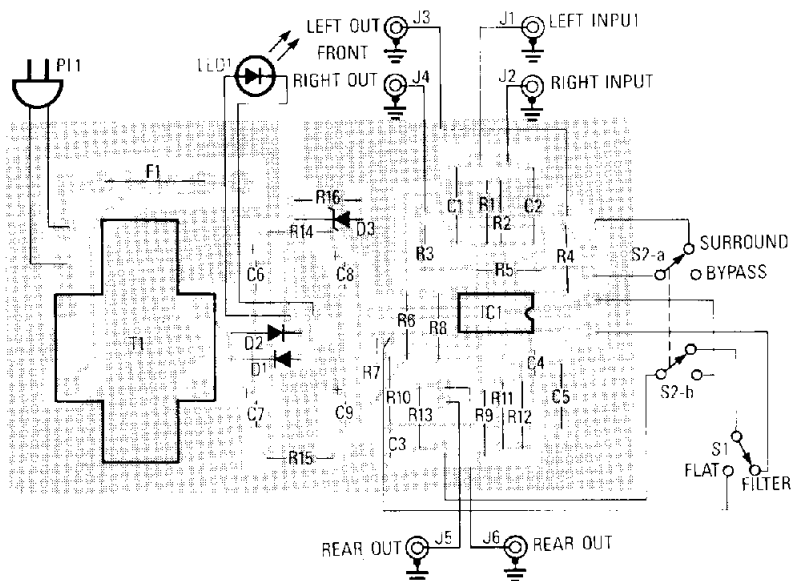 LEFT OUT J3 J1 LEFT INPUT
FRONT
PI1 LED1 RIGHT OUT J4 J2 RIGHT INPUT
F1
R16 C1 R1 R2 C2
R14 D3 R3 R4
S2-a SURROUND
C6 C8 R5 BYPASS
T1 R6 R8 IC1
D2
D1 R7 C4
S2-b
C7 C9 R10 R13 R9 R11 R12 C5
C3 S1
R15 FLAT FILTER
REAR OUT J5 J6 REAR OUT